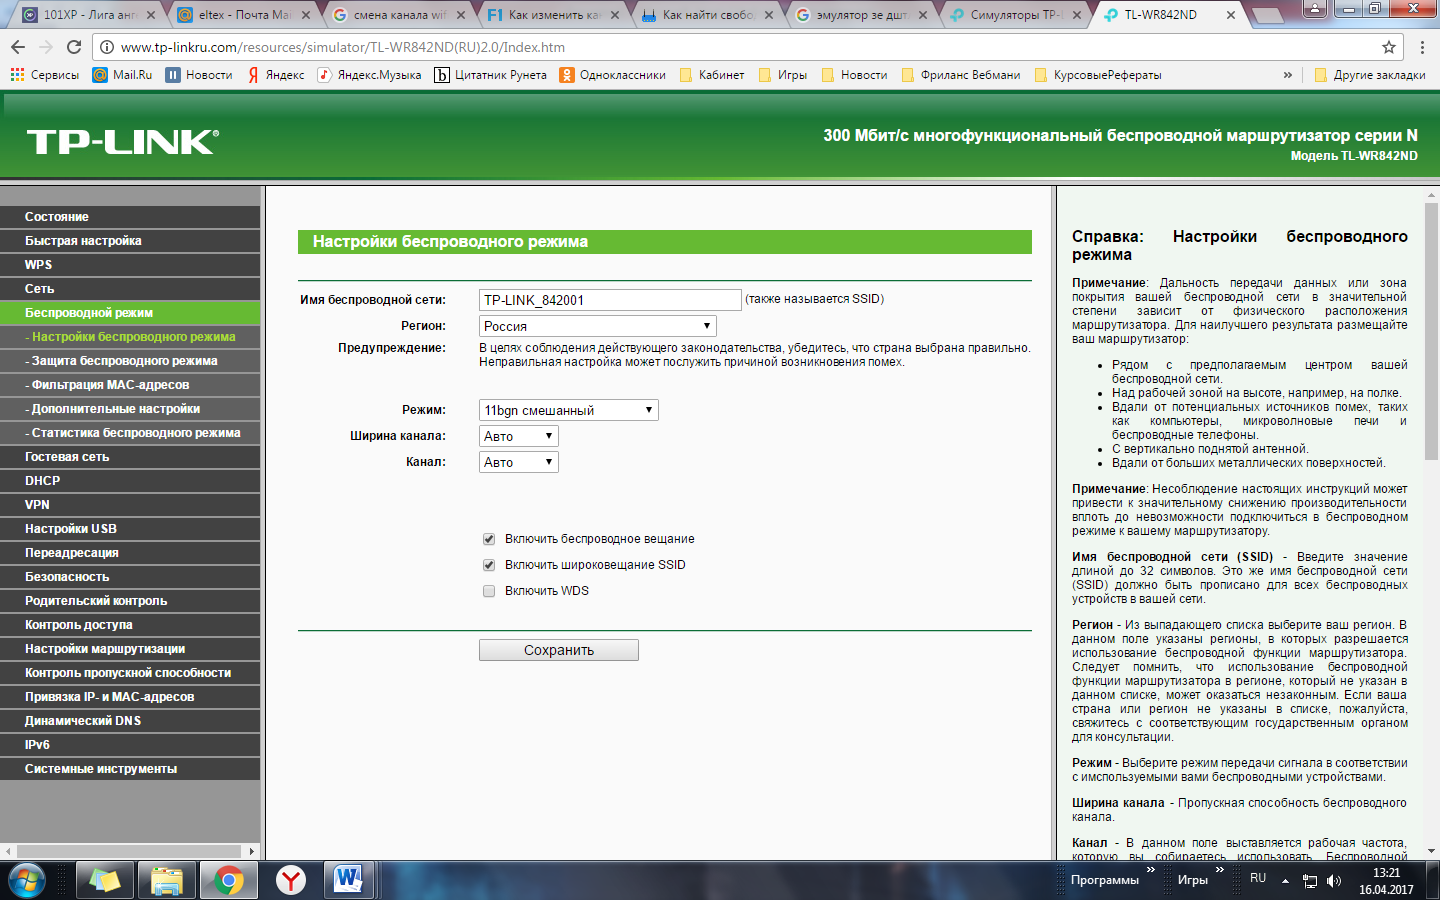 101XP - Лига анге
eltex - Почта Mai
смена канала wif
Как изменить кан
Как найти свобод
эмулятор зе дшт
Симуляторы TP-L
TL-WR842ND
www.tp-linkru.com/resources/simulator/TL-WR842ND(RU)2.0/Index.htm
Сервисы Mail.Ru Новости Яндекс Яндекс.Музыка Цитатник Рунета Одноклассники Кабинет Игры Новости Фриланс Вебмани КурсовыеРефераты » Другие закладки
TP-LINK®
300 Мбит/с многофункциональный беспроводной маршрутизатор серии N
Модель TL-WR842ND
Состояние
Быстрая настройка
WPS
Сеть
Беспроводной режим
- Настройки беспроводного режима
- Защита беспроводного режима
- Фильтрация MAC-адресов
- Дополнительные настройки
- Статистика беспроводного режима
Гостевая сеть
DHCP
VPN
Настройки USB
Переадресация
Безопасность
Родительский контроль
Контроль доступа
Настройки маршрутизации
Контроль пропускной способности
Привязка IP- и MAC-адресов
Динамический DNS
IPv6
Системные инструменты
Настройки беспроводного режима
Имя беспроводной сети: TP-LINK_842001 (также называется SSID)
Регион: Россия
Предупреждение: В целях соблюдения действующего законодательства, убедитесь, что страна выбрана правильно.
Неправильная настройка может послужить причиной возникновения помех.
Режим: 11bgn смешанный
Ширина канала: Авто
Канал: Авто
Включить беспроводное вещание
Включить широковещание SSID
Включить WDS
Сохранить
Справка: Настройки беспроводного
режима
Примечание: Дальность передачи данных или зона
покрытия вашей беспроводной сети в значительной
степени зависит от физического расположения
маршрутизатора. Для наилучшего результата размещайте
ваш маршрутизатор:
• Рядом с предполагаемым центром вашей
беспроводной сети.
• Над рабочей зоной на высоте, например, на полке.
• Вдали от потенциальных источников помех, таких
как компьютеры, микроволновые печи и
беспроводные телефоны.
• С вертикально поднятой антенной.
• Вдали от больших металлических поверхностей.
Примечание: Несоблюдение настоящих инструкций может
привести к значительному снижению производительности
вплоть до невозможности подключиться в беспроводном
режиме к вашему маршрутизатору.
Имя беспроводной сети (SSID) - Введите значение
длиной до 32 символов. Это же имя беспроводной сети
(SSID) должно быть прописано для всех беспроводных
устройств в вашей сети.
Регион - Из выпадающего списка выберите ваш регион. В
данном поле указаны регионы, в которых разрешается
использование беспроводной функции маршрутизатора.
Следует помнить, что использование беспроводной
функции маршрутизатора в регионе, который не указан в
данном списке, может оказаться незаконным. Если ваша
страна или регион не указаны в списке, пожалуйста,
свяжитесь с соответствующим государственным органом
для консультации.
Режим - Выберите режим передачи сигнала в соответствии
с имспользуемыми вами беспроводными устройствами.
Ширина канала - Пропускная способность беспроводного
канала.
Канал - В данном поле выставляется рабочая частота,
которую вы собираетесь использовать. Беспроводной
Программы » Игры » RU 13:21
16.04.2017